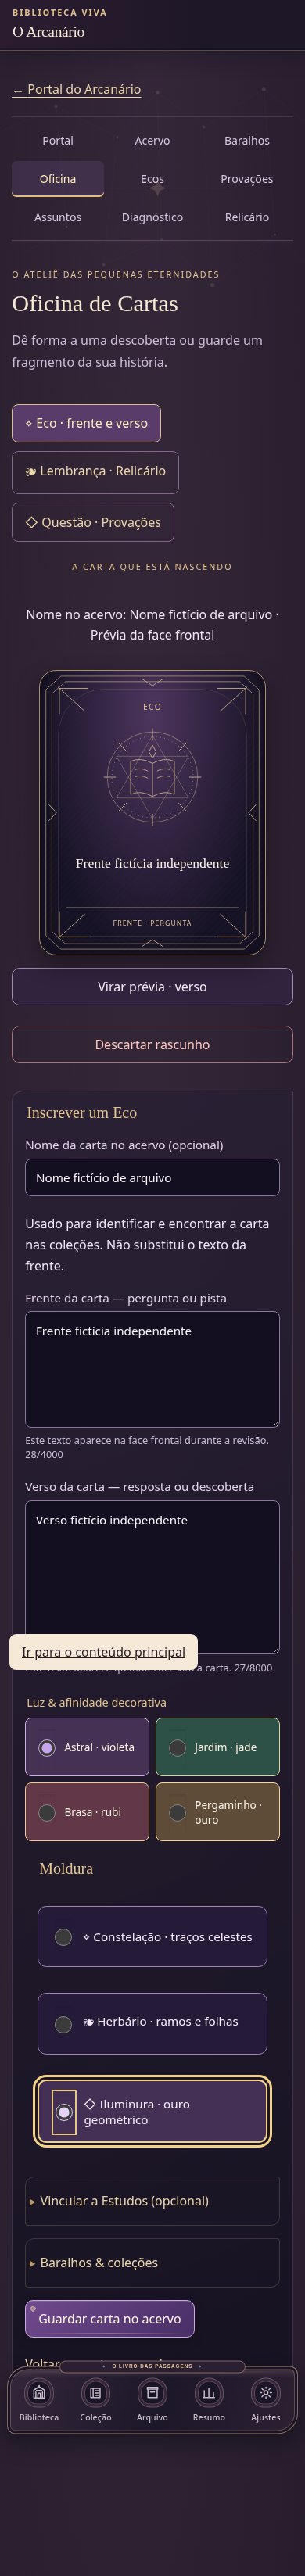 BIBLIOTECA VIVA
O Arcanário
← Portal do Arcanário
Portal Acervo Baralhos
Oficina Ecos Provações
Assuntos Diagnóstico Relicário
O ATELIÊ DAS PEQUENAS ETERNIDADES
Oficina de Cartas
Dê forma a uma descoberta ou guarde um
fragmento da sua história.
Eco · frente e verso
Lembrança · Relicário
Questão · Provações
A CARTA QUE ESTÁ NASCENDO
Nome no acervo: Nome fictício de arquivo ·
Prévia da face frontal
ECO
Frente fictícia independente
FRENTE · PERGUNTA
Virar prévia · verso
Descartar rascunho
Inscrever um Eco
Nome da carta no acervo (opcional)
Nome fictício de arquivo
Usado para identificar e encontrar a carta
nas coleções. Não substitui o texto da
frente.
Frente da carta — pergunta ou pista
Frente fictícia independente
Este texto aparece na face frontal durante a revisão.
28/4000
Verso da carta — resposta ou descoberta
Verso fictício independente
Ir para o conteúdo principal
Este texto aparece quando você vira a carta. 27/8000
Luz & afinidade decorativa
Astral · violeta Jardim · jade
Brasa · rubi Pergaminho ·
ouro
Moldura
Constelação · traços celestes
Herbário · ramos e folhas
Iluminura · ouro
geométrico
Vincular a Estudos (opcional)
Baralhos & coleções
Guardar carta no acervo
Voltar
O LIVRO DAS PASSAGENS
Biblioteca Coleção Arquivo Resumo Ajustes